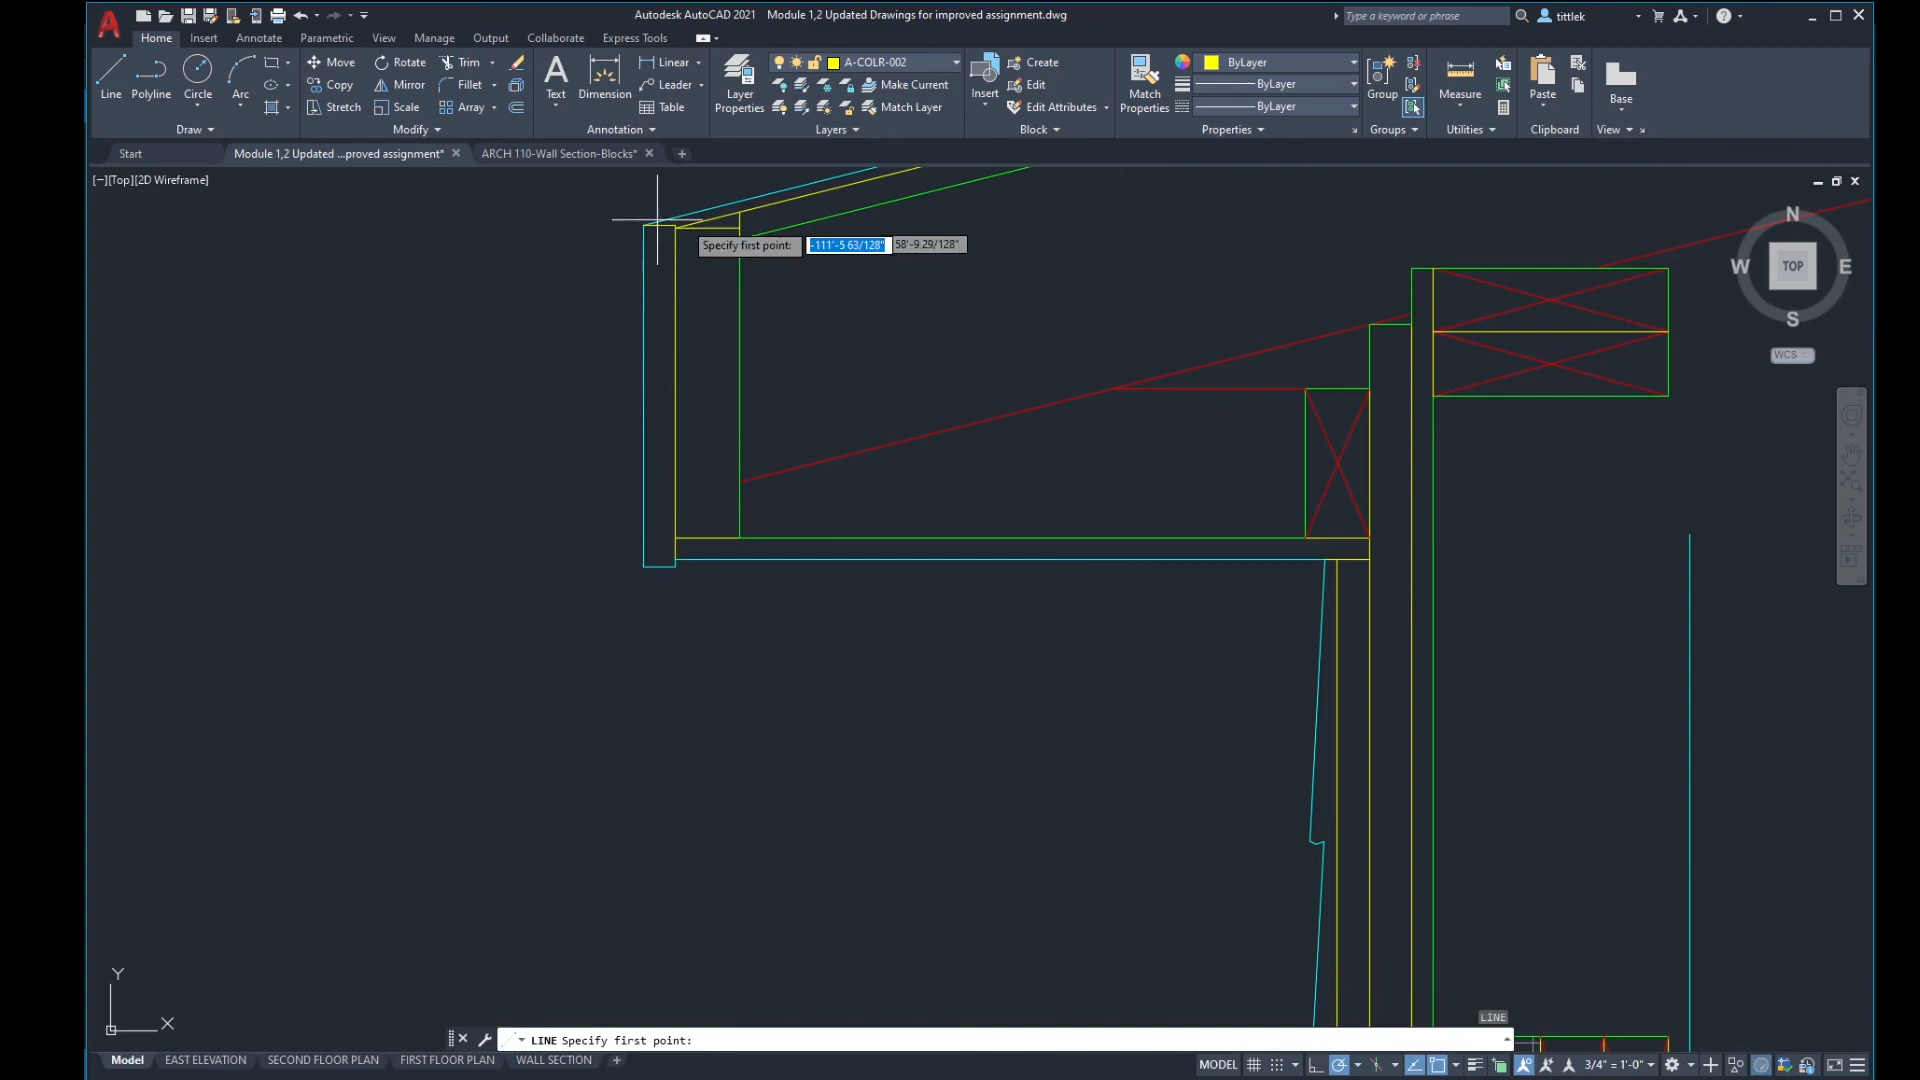 Autodesk AutoCAD 2021 Module 1,2 Updated Drawings for improved assignment.dwg
Type a keyword or phrase
tittlek
Home Insert Annotate Parametric View Manage Output Collaborate Express Tools
Line Polyline Circle Arc
Draw
Move Rotate Trim
Copy Mirror Fillet
Stretch Scale Array
Modify
Text Dimension
Linear
Leader
Table
Annotation
Layer Properties
A-COLR-002
Make Current
Match Layer
Layers
Insert
Create
Edit
Edit Attributes
Block
Match Properties
ByLayer
ByLayer
ByLayer
Properties
Group
Groups
Measure
Utilities
Paste
Clipboard
Base
View
Start
Module 1,2 Updated ...proved assignment*
ARCH 110-Wall Section-Blocks*
[−][Top][2D Wireframe]
N
W TOP E
S
WCS
Specify first point: -111'-5 63/128" 58'-9 29/128"
Y
X
LINE
LINE Specify first point:
Model EAST ELEVATION SECOND FLOOR PLAN FIRST FLOOR PLAN WALL SECTION
MODEL 3/4" = 1'-0"